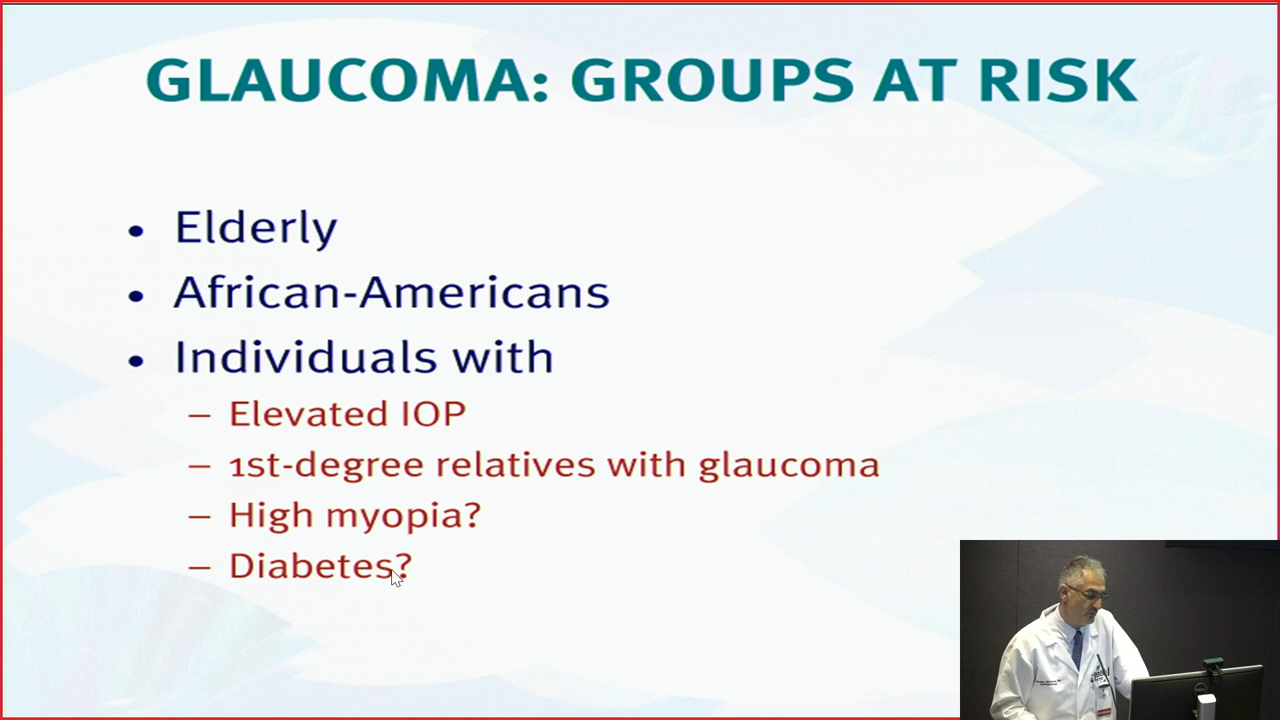 GLAUCOMA: GROUPS AT RISK
• Elderly
• African-Americans
• Individuals with
– Elevated IOP
– 1st-degree relatives with glaucoma
– High myopia?
– Diabetes?